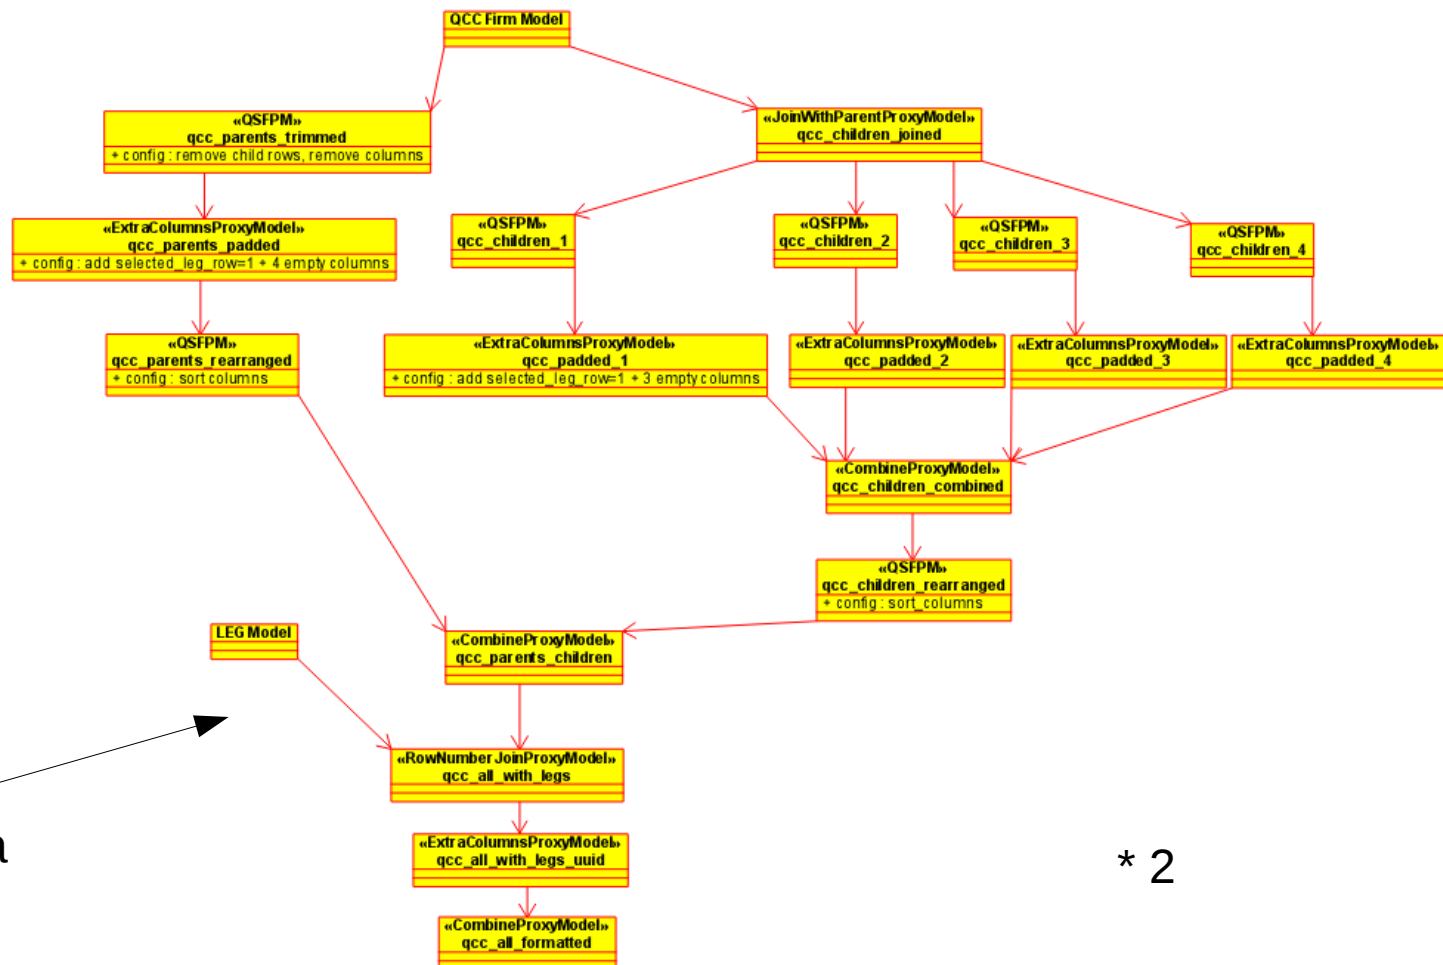 QCC Firm Model
«QSFPM»
qcc_parents_trimmed
+ config : remove child rows, remove columns
«JoinWithParentProxyModel»
qcc_children_joined
«ExtraColumnsProxyModel»
qcc_parents_padded
+ config : add selected_leg_row=1 + 4 empty columns
«QSFPM»
qcc_children_1
«QSFPM»
qcc_children_2
«QSFPM»
qcc_children_3
«QSFPM»
qcc_children_4
«QSFPM»
qcc_parents_rearranged
+ config : sort columns
«ExtraColumnsProxyModel»
qcc_padded_1
+ config : add selected_leg_row=1 + 3 empty columns
«ExtraColumnsProxyModel»
qcc_padded_2
«ExtraColumnsProxyModel»
qcc_padded_3
«ExtraColumnsProxyModel»
qcc_padded_4
«CombineProxyModel»
qcc_children_combined
«QSFPM»
qcc_children_rearranged
+ config : sort_columns
LEG Model
«CombineProxyModel»
qcc_parents_children
«RowNumberJoinProxyModel»
qcc_all_with_legs
a
«ExtraColumnsProxyModel»
qcc_all_with_legs_uuid
* 2
«CombineProxyModel»
qcc_all_formatted